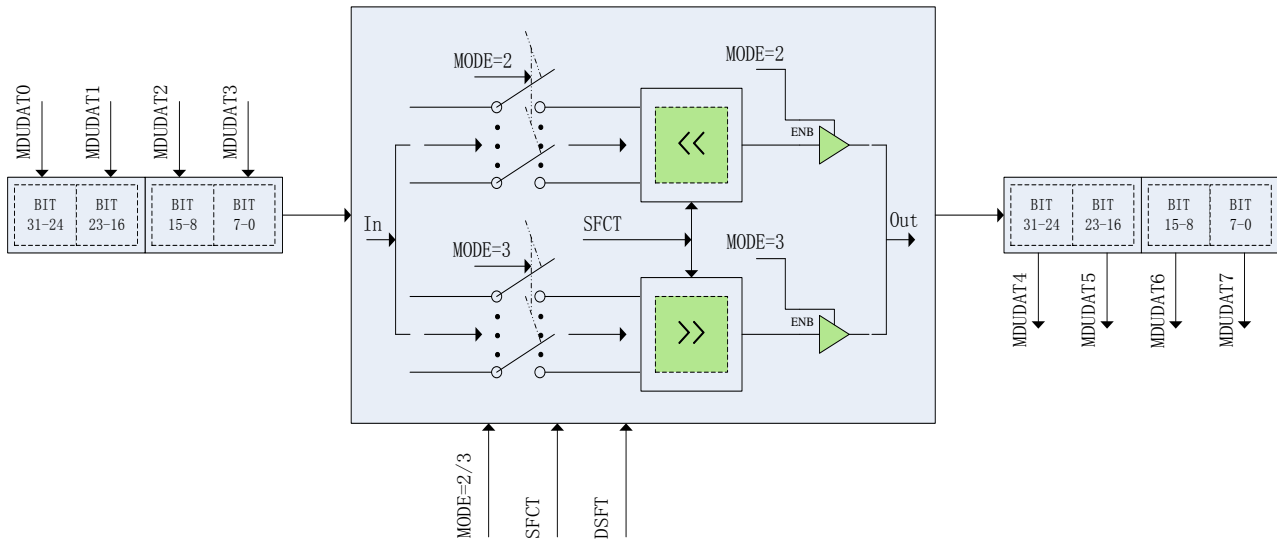 MDUDAT0
MDUDAT1
MDUDAT2
MDUDAT3
BIT
31-24
BIT
23-16
BIT
15-8
BIT
7-0
In
MODE=2
MODE=2
ENB
<<
SFCT
Out
MODE=3
MODE=3
ENB
>>
MODE=2/3
SFCT
DSFT
BIT
31-24
BIT
23-16
BIT
15-8
BIT
7-0
MDUDAT4
MDUDAT5
MDUDAT6
MDUDAT7